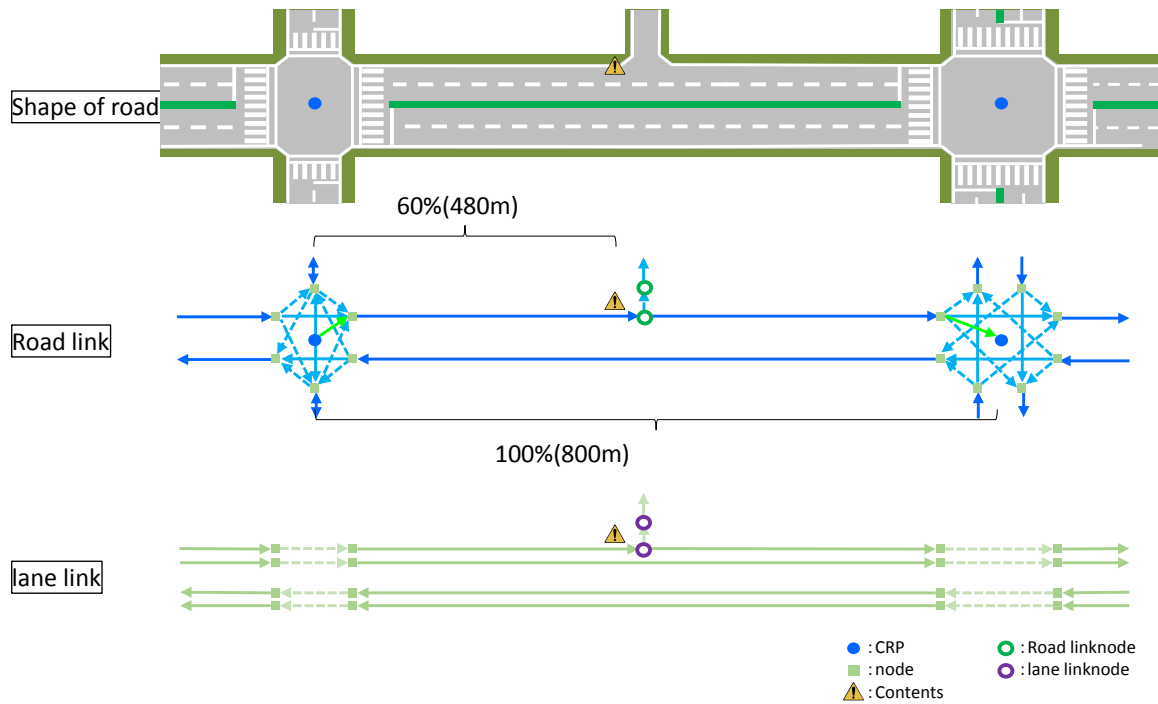 Shape of road
60%(480m)
Road link
100%(800m)
lane link
: CRP
: Road linknode
: node
: lane linknode
: Contents